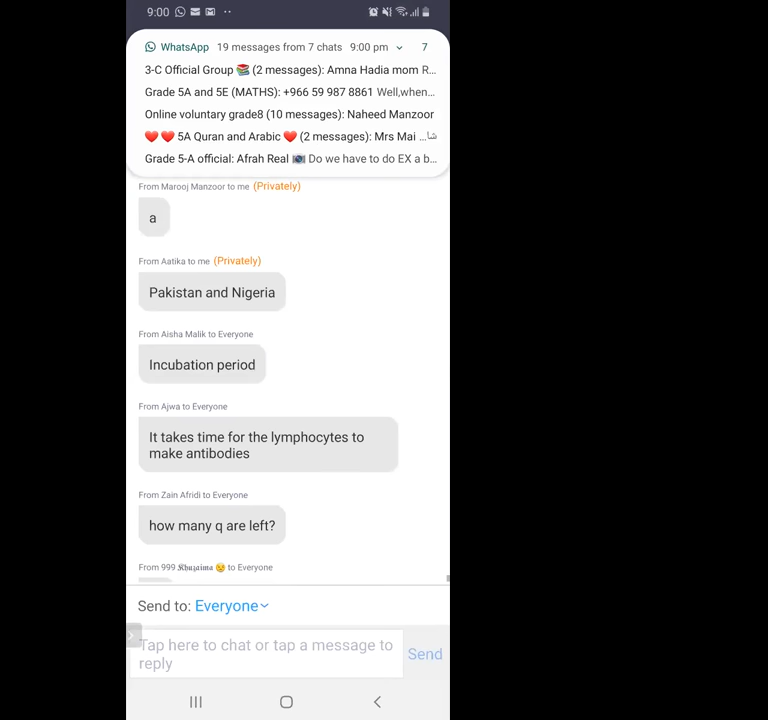 9:00
WhatsApp 19 messages from 7 chats 9:00 pm 7
3-C Official Group 📚 (2 messages): Amna Hadia mom R...
Grade 5A and 5E (MATHS): +966 59 987 8861 Well,when...
Online voluntary grade8 (10 messages): Naheed Manzoor
❤️ ❤️ 5A Quran and Arabic ❤️ (2 messages): Mrs Mai شا...
Grade 5-A official: Afrah Real 📷 Do we have to do EX a b...
From Marooj Manzoor to me (Privately)
a
From Aatika to me (Privately)
Pakistan and Nigeria
From Aisha Malik to Everyone
Incubation period
From Ajwa to Everyone
It takes time for the lymphocytes to
make antibodies
From Zain Afridi to Everyone
how many q are left?
From 999 𝕶𝖍𝖚𝖟𝖆𝖎𝖒𝖆 😒 to Everyone
Send to: Everyone
Tap here to chat or tap a message to
reply
Send